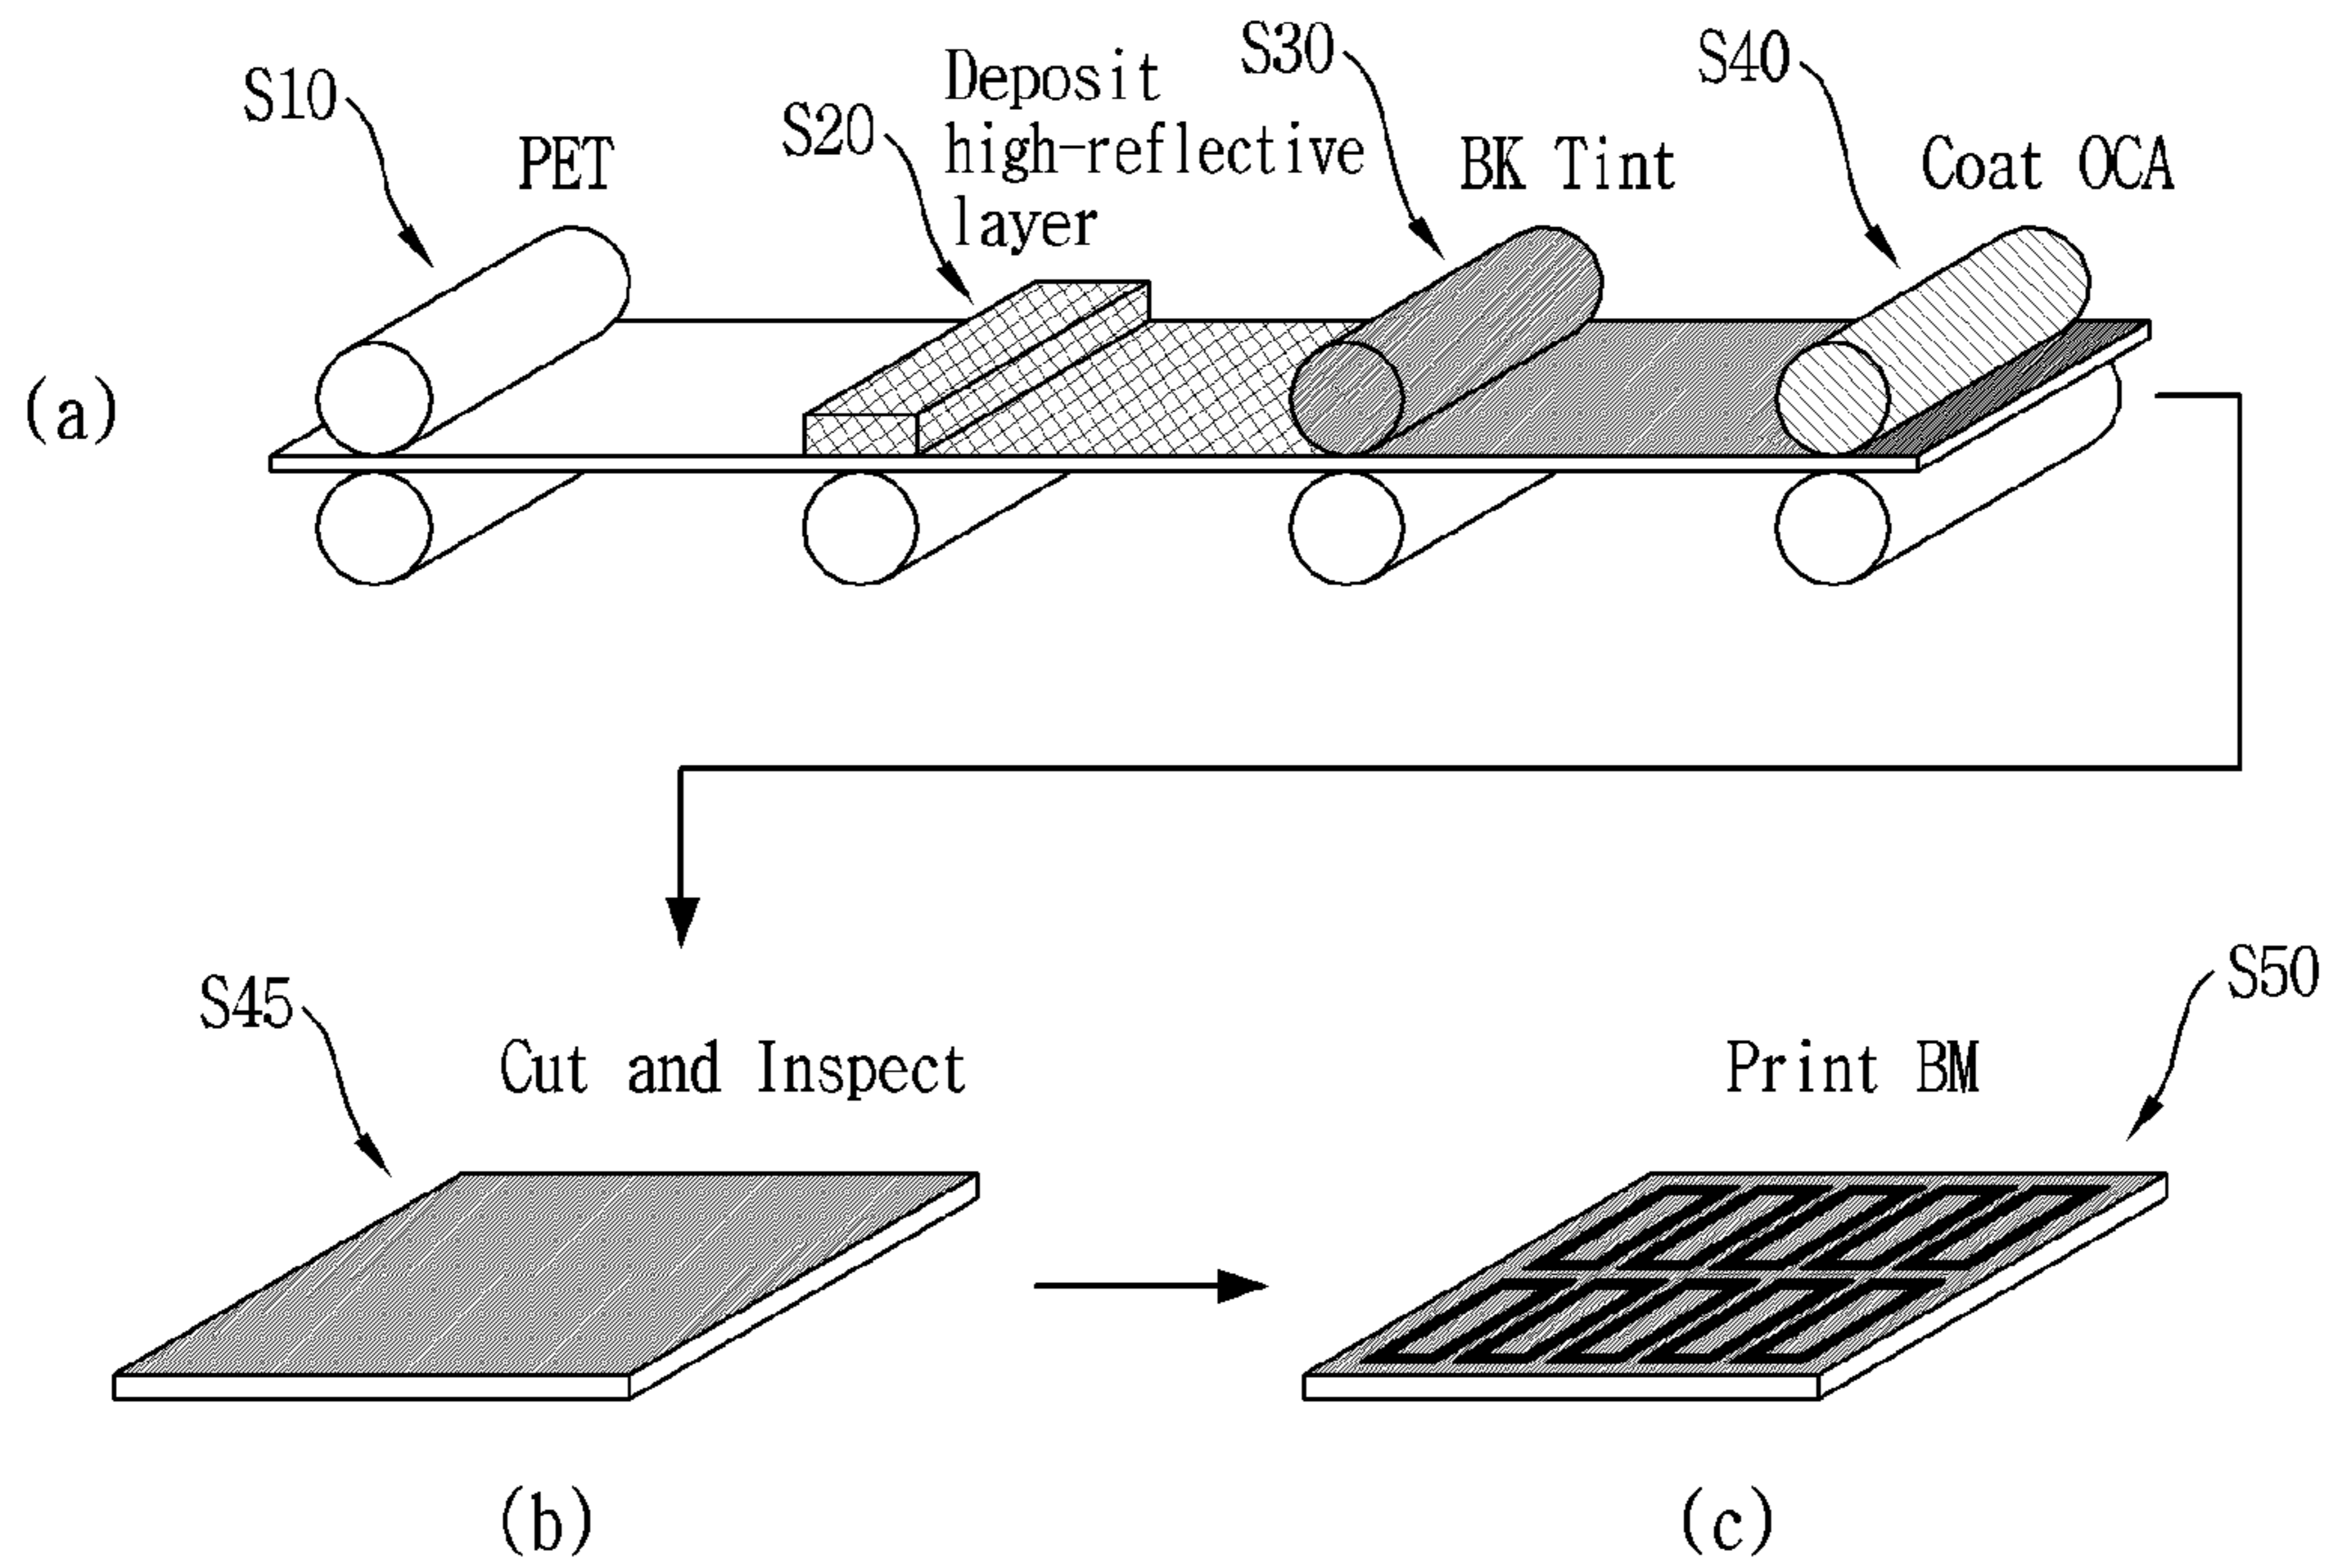 S10
PET
S20
Deposit
high-reflective
layer
S30
BK Tint
S40
Coat OCA
(a)
S45
Cut and Inspect
S50
Print BM
(b)
(c)